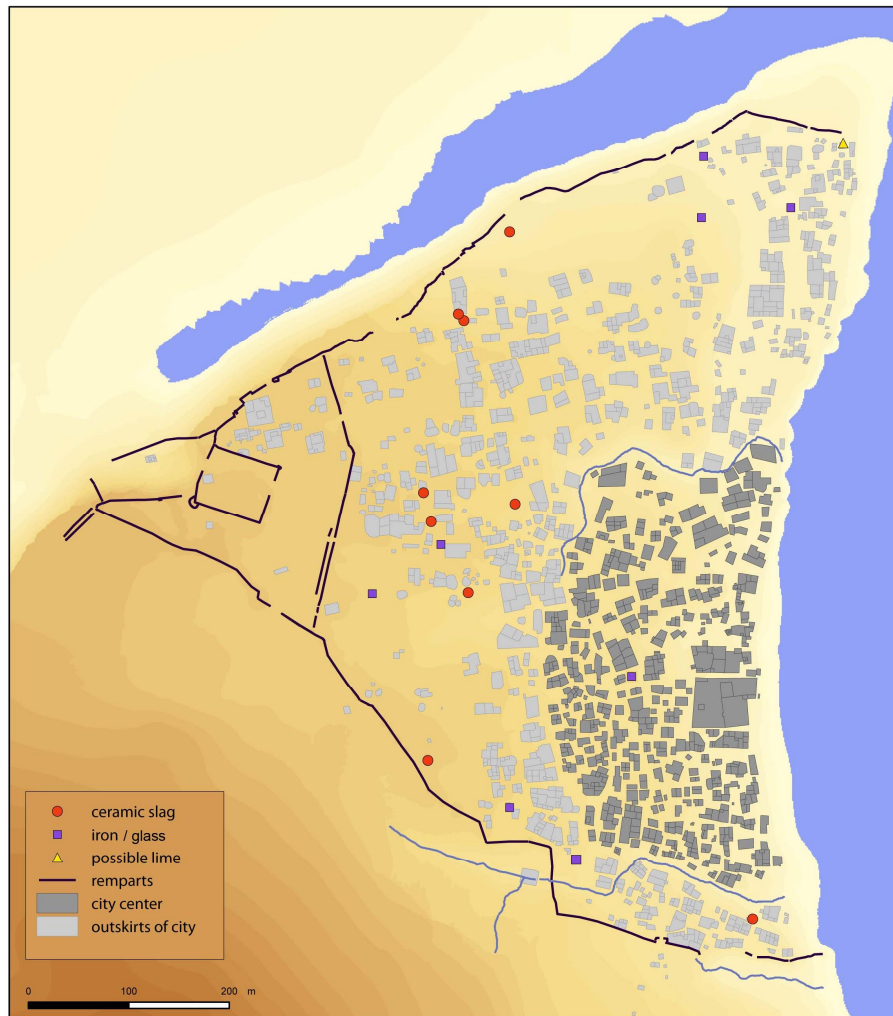 ceramic slag
iron / glass
possible lime
remparts
city center
outskirts of city
0 100 200 m